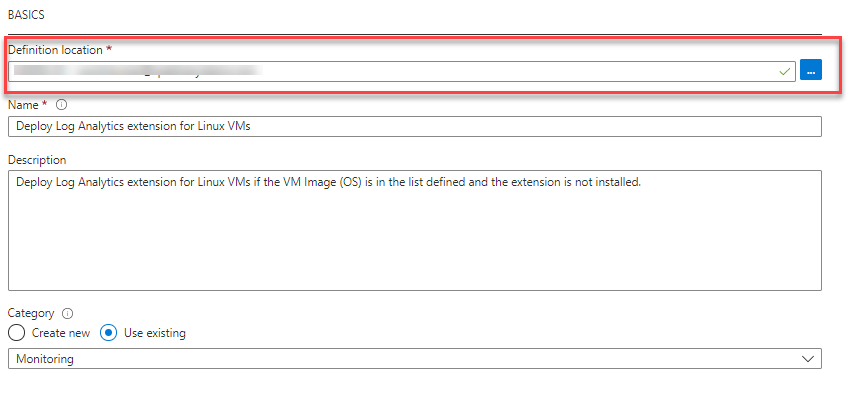 BASICS
Definition location *
...
Name *
Deploy Log Analytics extension for Linux VMs
Description
Deploy Log Analytics extension for Linux VMs if the VM Image (OS) is in the list defined and the extension is not installed.
Category
Create new Use existing
Monitoring